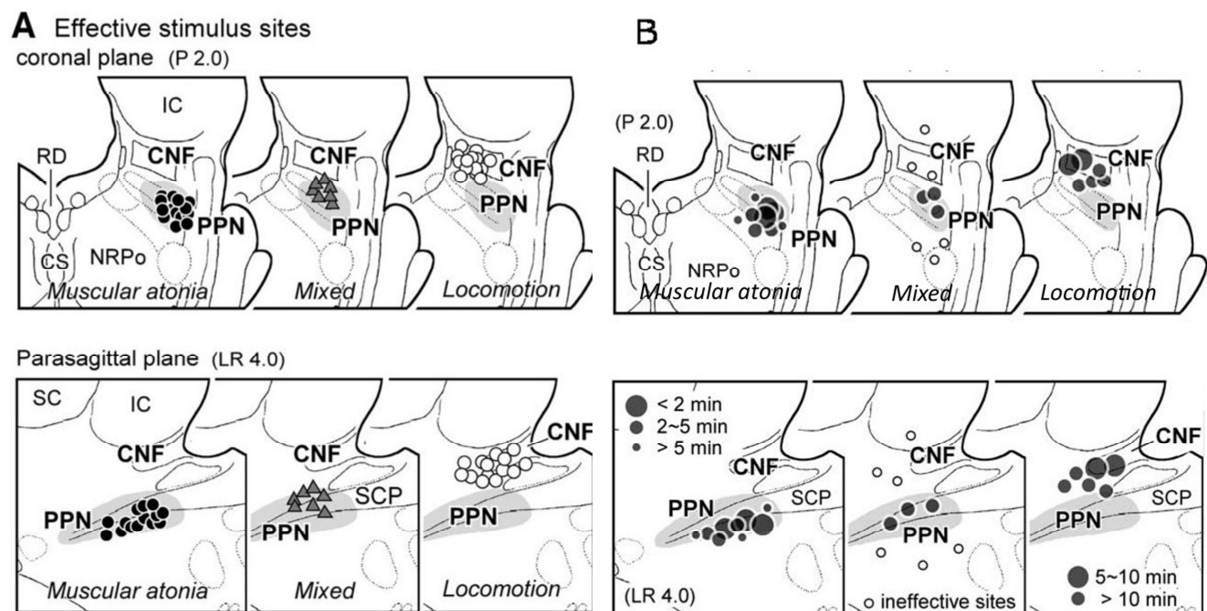 A Effective stimulus sites
coronal plane (P 2.0)
IC
RD
CNF
PPN
CS
NRPo
Muscular atonia
CNF
PPN
Mixed
CNF
PPN
Locomotion
Parasagittal plane (LR 4.0)
SC
IC
CNF
PPN
Muscular atonia
CNF
SCP
PPN
Mixed
CNF
PPN
Locomotion
B
(P 2.0)
RD
CNF
PPN
CS
NRPo
Muscular atonia
CNF
PPN
Mixed
CNF
PPN
Locomotion
< 2 min
2~5 min
> 5 min
CNF
PPN
SCP
(LR 4.0)
CNF
PPN
ineffective sites
CNF
SCP
PPN
5~10 min
> 10 min